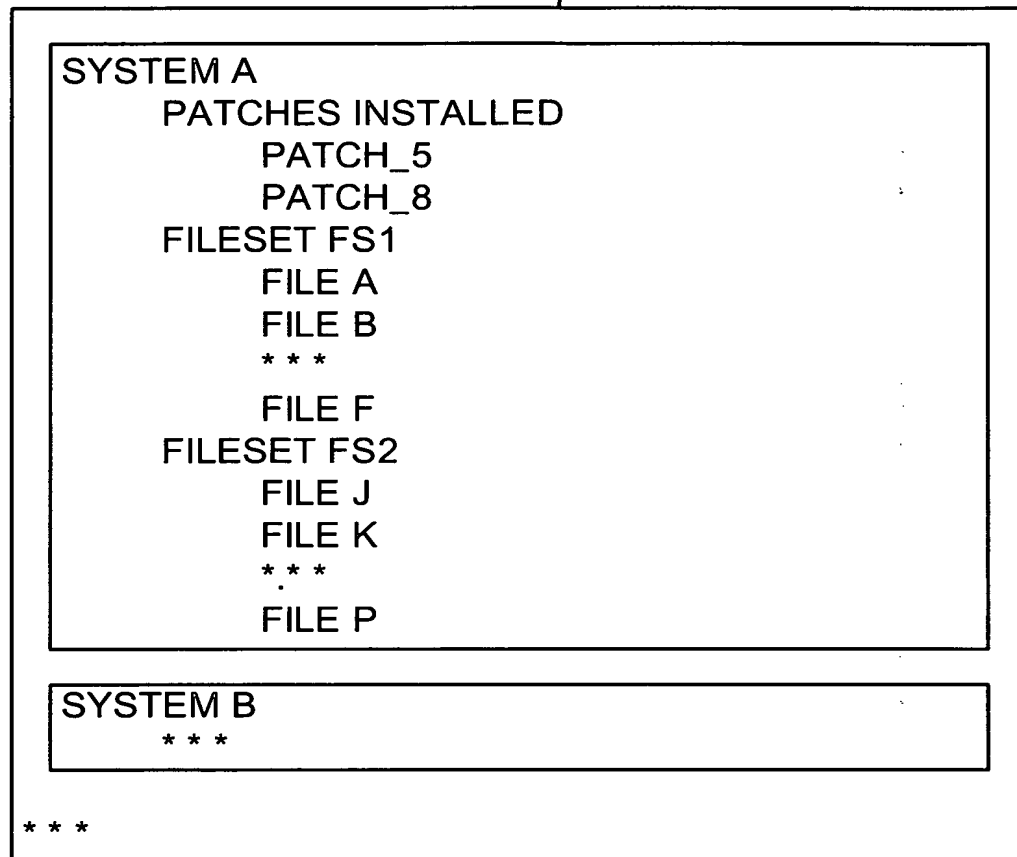 SYSTEM A
PATCHES INSTALLED
PATCH_5
PATCH_8
FILESET FS1
FILE A
FILE B
* * *
FILE F
FILESET FS2
FILE J
FILE K
* * *
FILE P
SYSTEM B
* * *
* * *